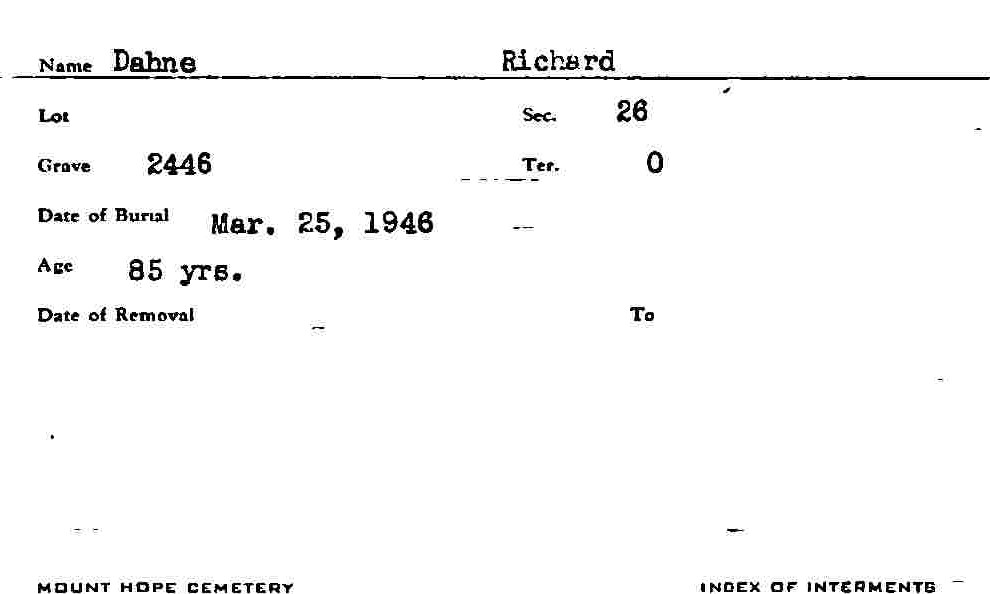 Name Dahne Richard
Lot Sec. 26
Grave 2446 Ter. O
Date of Burial Mar. 25, 1946
Age 85 yrs.
Date of Removal To
MOUNT HOPE CEMETERY INDEX OF INTERMENTS